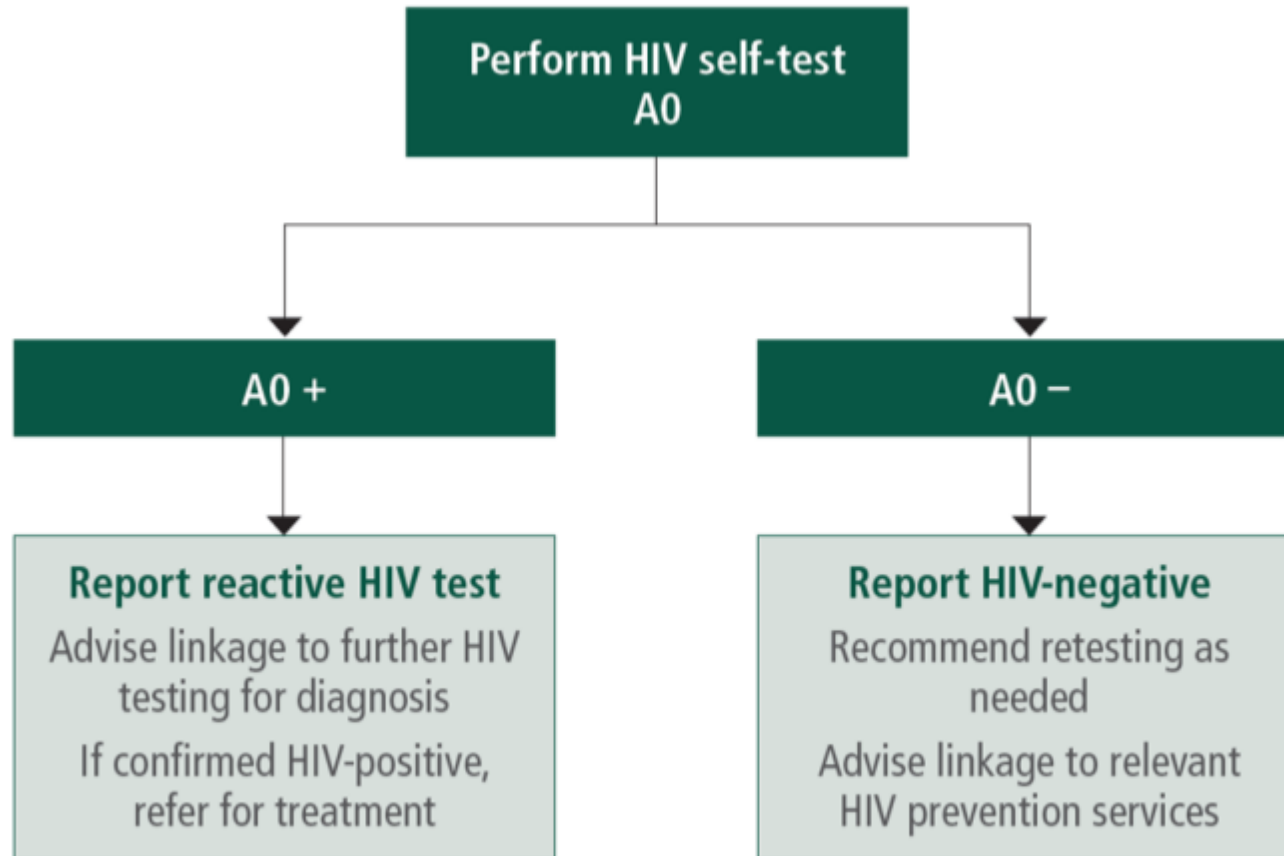 Perform HIV self-test
A0
A0 +
A0 –
Report reactive HIV test
Advise linkage to further HIV
testing for diagnosis
If confirmed HIV-positive,
refer for treatment
Report HIV-negative
Recommend retesting as
needed
Advise linkage to relevant
HIV prevention services